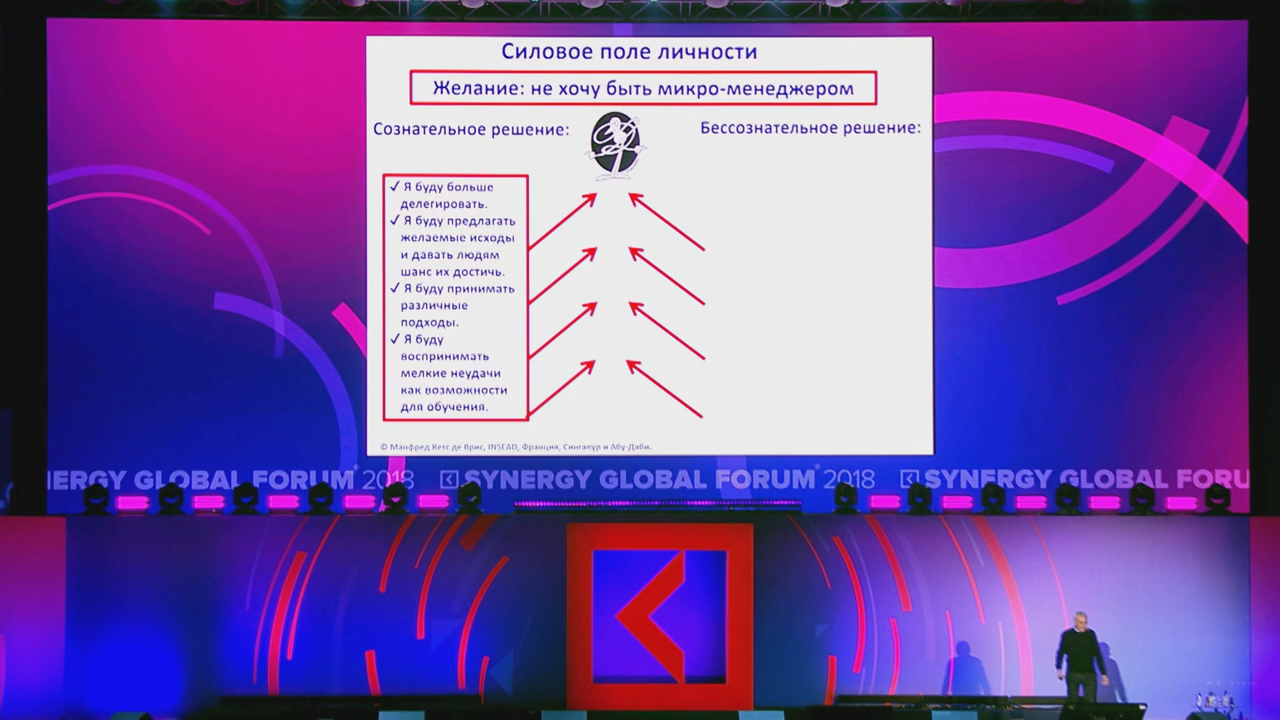 Силовое поле личности
Желание: не хочу быть микро-менеджером
Сознательное решение:
Бессознательное решение:
✓ Я буду больше
делегировать.
✓ Я буду предлагать
желаемые исходы
и давать людям
шанс их достичь.
✓ Я буду принимать
различные
подходы.
✓ Я буду
воспринимать
мелкие неудачи
как возможности
для обучения.
© Манфред Кетс де Врис, INSEAD, Франция, Сингапур и Абу-Даби.
NERGY GLOBAL FORUM® 2018 SYNERGY GLOBAL FORUM® 2018 SYNERGY GLOBAL FORU